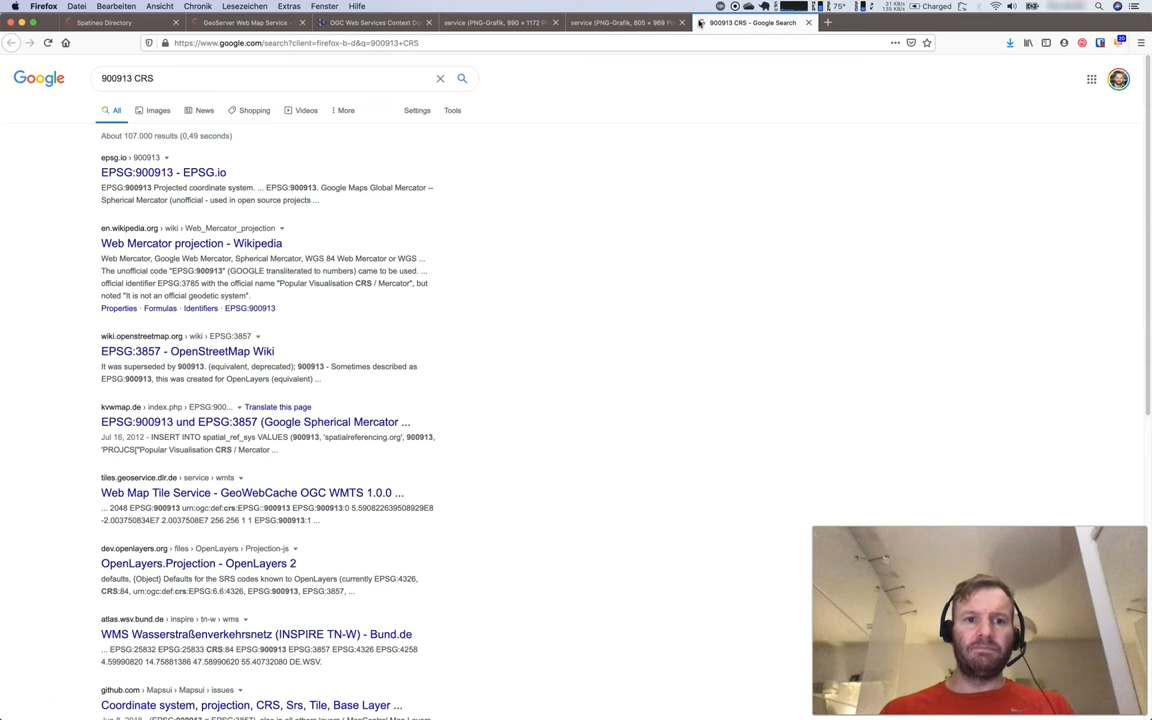 Firefox Datei Bearbeiten Ansicht Chronik Lesezeichen Extras Fenster Hilfe 75° 31 KB 135 KB Charged
Spatineo Directory GeoServer Web Map Service - OGC Web Services Context Do service (PNG-Grafik, 990 × 1172 Pi service (PNG-Grafik, 805 × 969 Pi 900913 CRS - Google Search
https://www.google.com/search?client=firefox-b-d&q=900913+CRS 20
Google 900913 CRS
All Images News Shopping Videos More Settings Tools
About 107.000 results (0,49 seconds)
epsg.io › 900913
EPSG:900913 - EPSG.io
EPSG:900913 Projected coordinate system. ... EPSG:900913. Google Maps Global Mercator --
Spherical Mercator (unofficial - used in open source projects ...
en.wikipedia.org › wiki › Web_Mercator_projection
Web Mercator projection - Wikipedia
Web Mercator, Google Web Mercator, Spherical Mercator, WGS 84 Web Mercator or WGS ...
The unofficial code "EPSG:900913" (GOOGLE transliterated to numbers) came to be used. ...
official identifier EPSG:3785 with the official name "Popular Visualisation CRS / Mercator", but
noted "It is not an official geodetic system".
Properties · Formulas · Identifiers · EPSG:900913
wiki.openstreetmap.org › wiki › EPSG:3857
EPSG:3857 - OpenStreetMap Wiki
It was superseded by 900913. (equivalent, deprecated); 900913 - Sometimes described as
EPSG:900913, this was created for OpenLayers (equivalent) ...
kvwmap.de › index.php › EPSG:900... Translate this page
EPSG:900913 und EPSG:3857 (Google Spherical Mercator ...
Jul 16, 2012 - INSERT INTO spatial_ref_sys VALUES (900913, 'spatialreferencing.org', 900913,
'PROJCS["Popular Visualisation CRS / Mercator ...
tiles.geoservice.dlr.de › service › wmts
Web Map Tile Service - GeoWebCache OGC WMTS 1.0.0 ...
... 2048 EPSG:900913 urn:ogc:def:crs:EPSG::900913 EPSG:900913:0 5.590822639508929E8
-2.003750834E7 2.0037508E7 256 256 1 1 EPSG:900913:1 ...
dev.openlayers.org › files › OpenLayers › Projection-js
OpenLayers.Projection - OpenLayers 2
defaults, {Object} Defaults for the SRS codes known to OpenLayers (currently EPSG:4326,
CRS:84, urn:ogc:def:crs:EPSG:6.6:4326, EPSG:900913, EPSG:3857, ...
atlas.wsv.bund.de › inspire › tn-w › wms
WMS Wasserstraßenverkehrsnetz (INSPIRE TN-W) - Bund.de
... EPSG:25832 EPSG:25833 CRS:84 EPSG:900913 EPSG:3857 EPSG:4326 EPSG:4258
4.59990820 14.75881386 47.58990620 55.40732080 DE.WSV.
github.com › Mapsui › Mapsui › issues
Coordinate system, projection, CRS, Srs, Tile, Base Layer ...